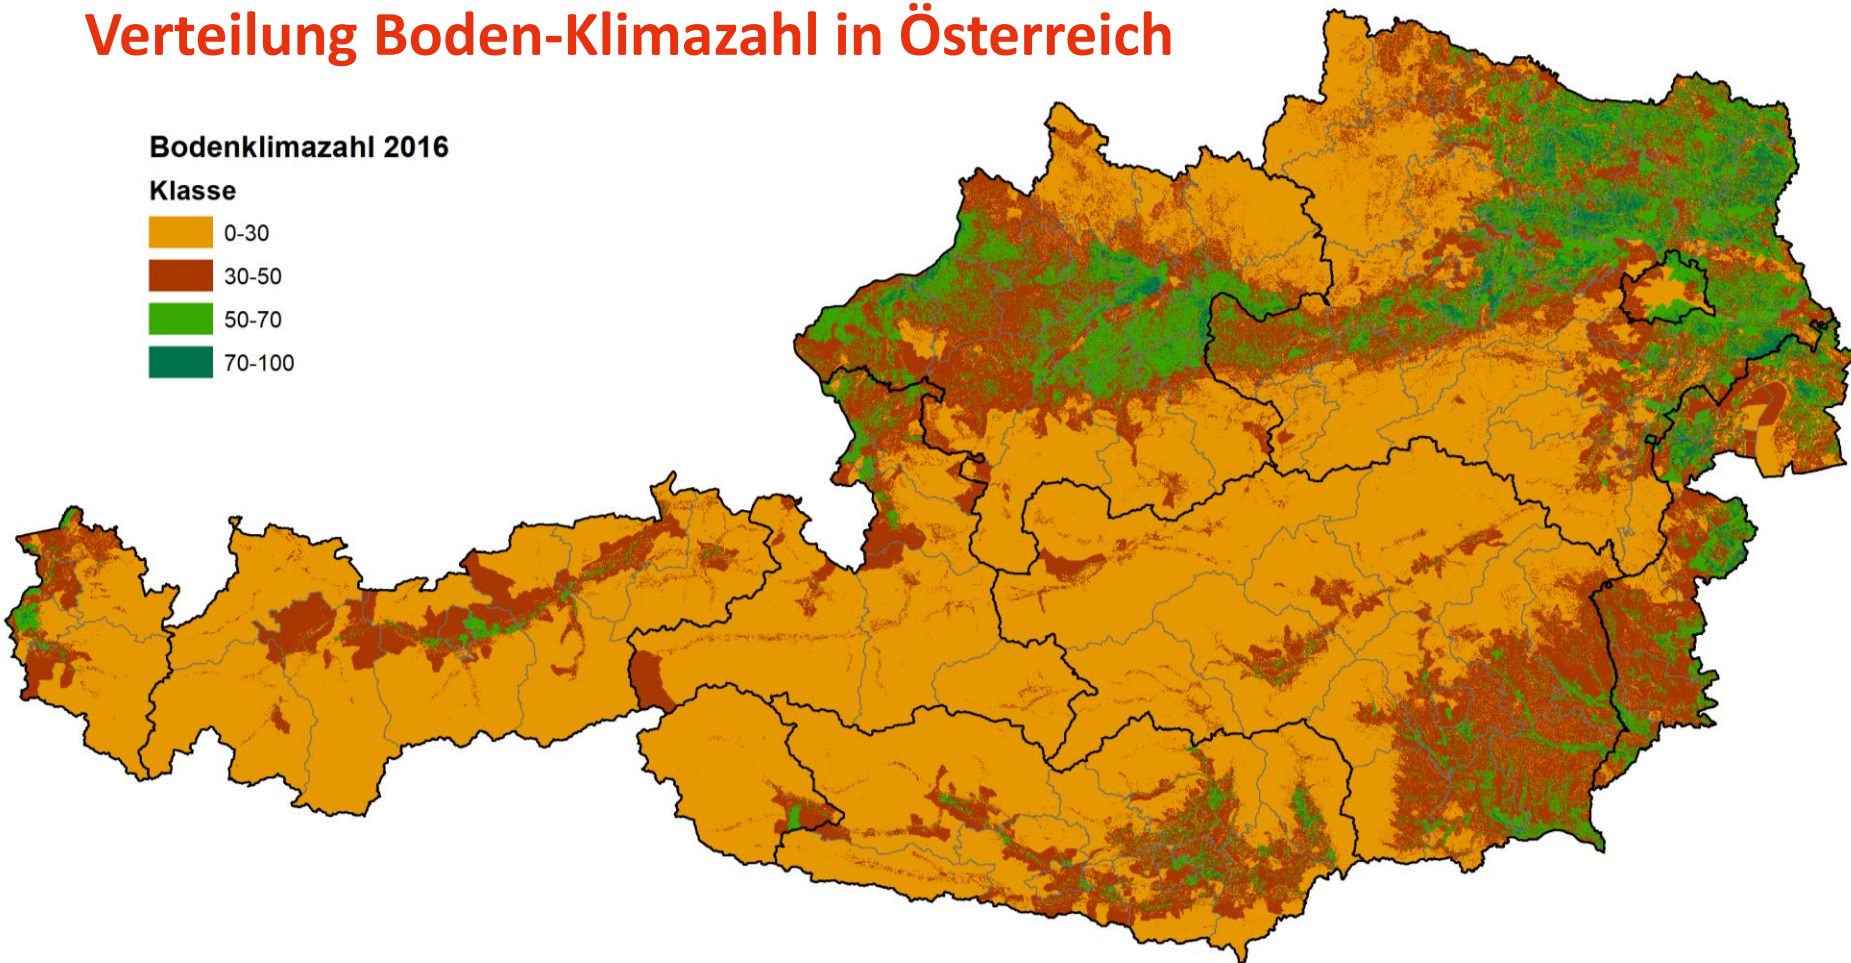 Verteilung Boden-Klimazahl in Österreich
Bodenklimazahl 2016
Klasse
0-30
30-50
50-70
70-100